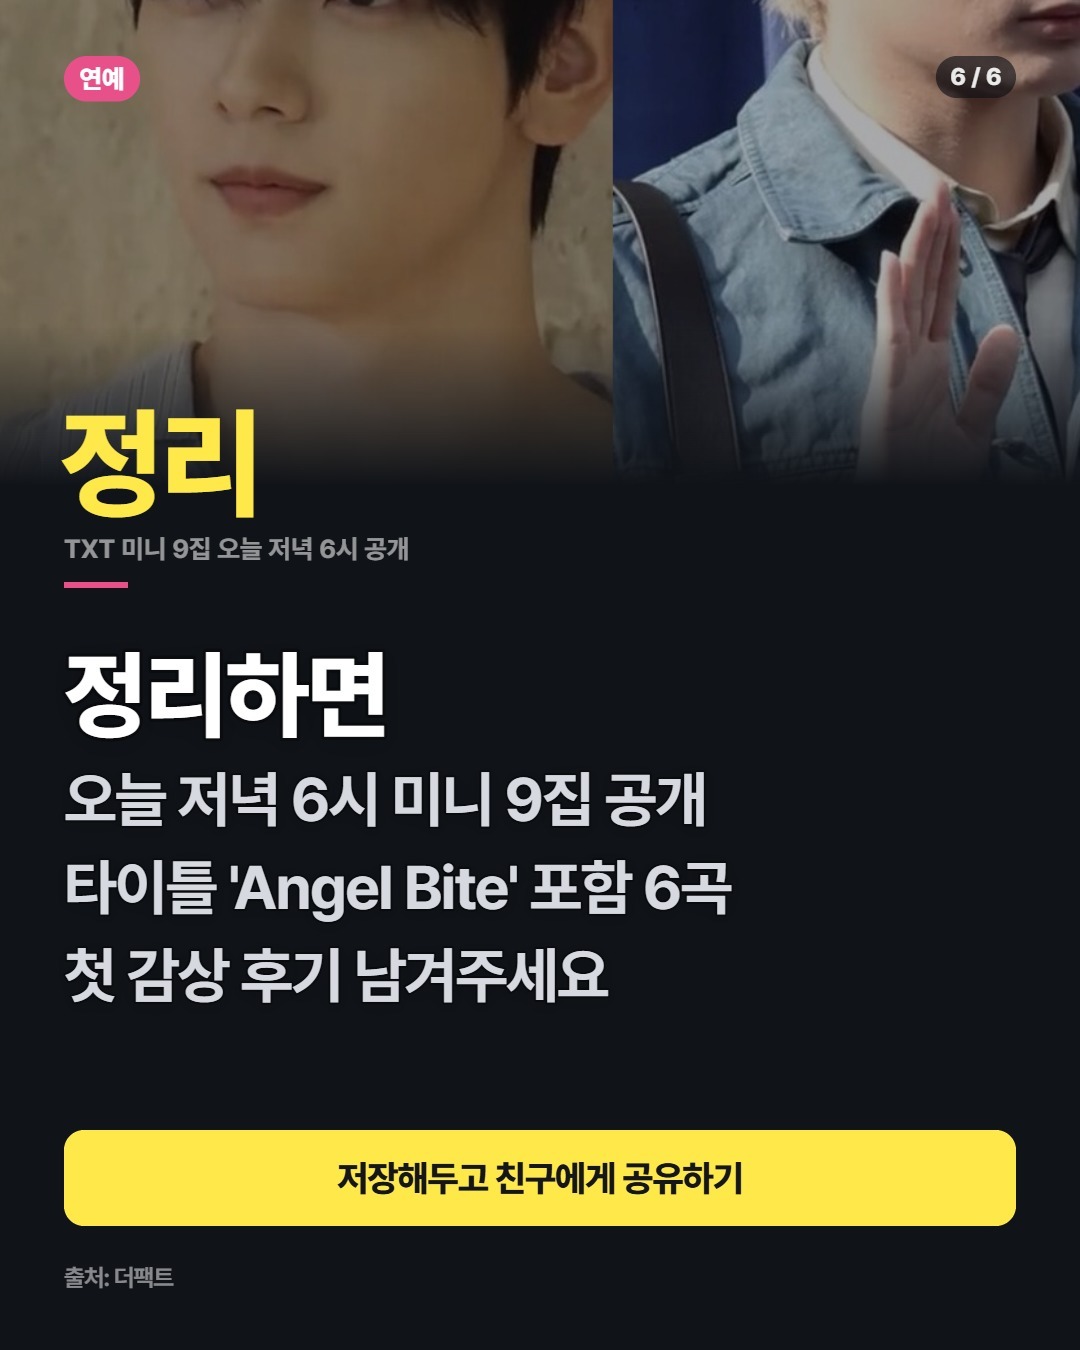 연예
6 / 6
정리
TXT 미니 9집 오늘 저녁 6시 공개
정리하면
오늘 저녁 6시 미니 9집 공개
타이틀 'Angel Bite' 포함 6곡
첫 감상 후기 남겨주세요
저장해두고 친구에게 공유하기
출처: 더팩트